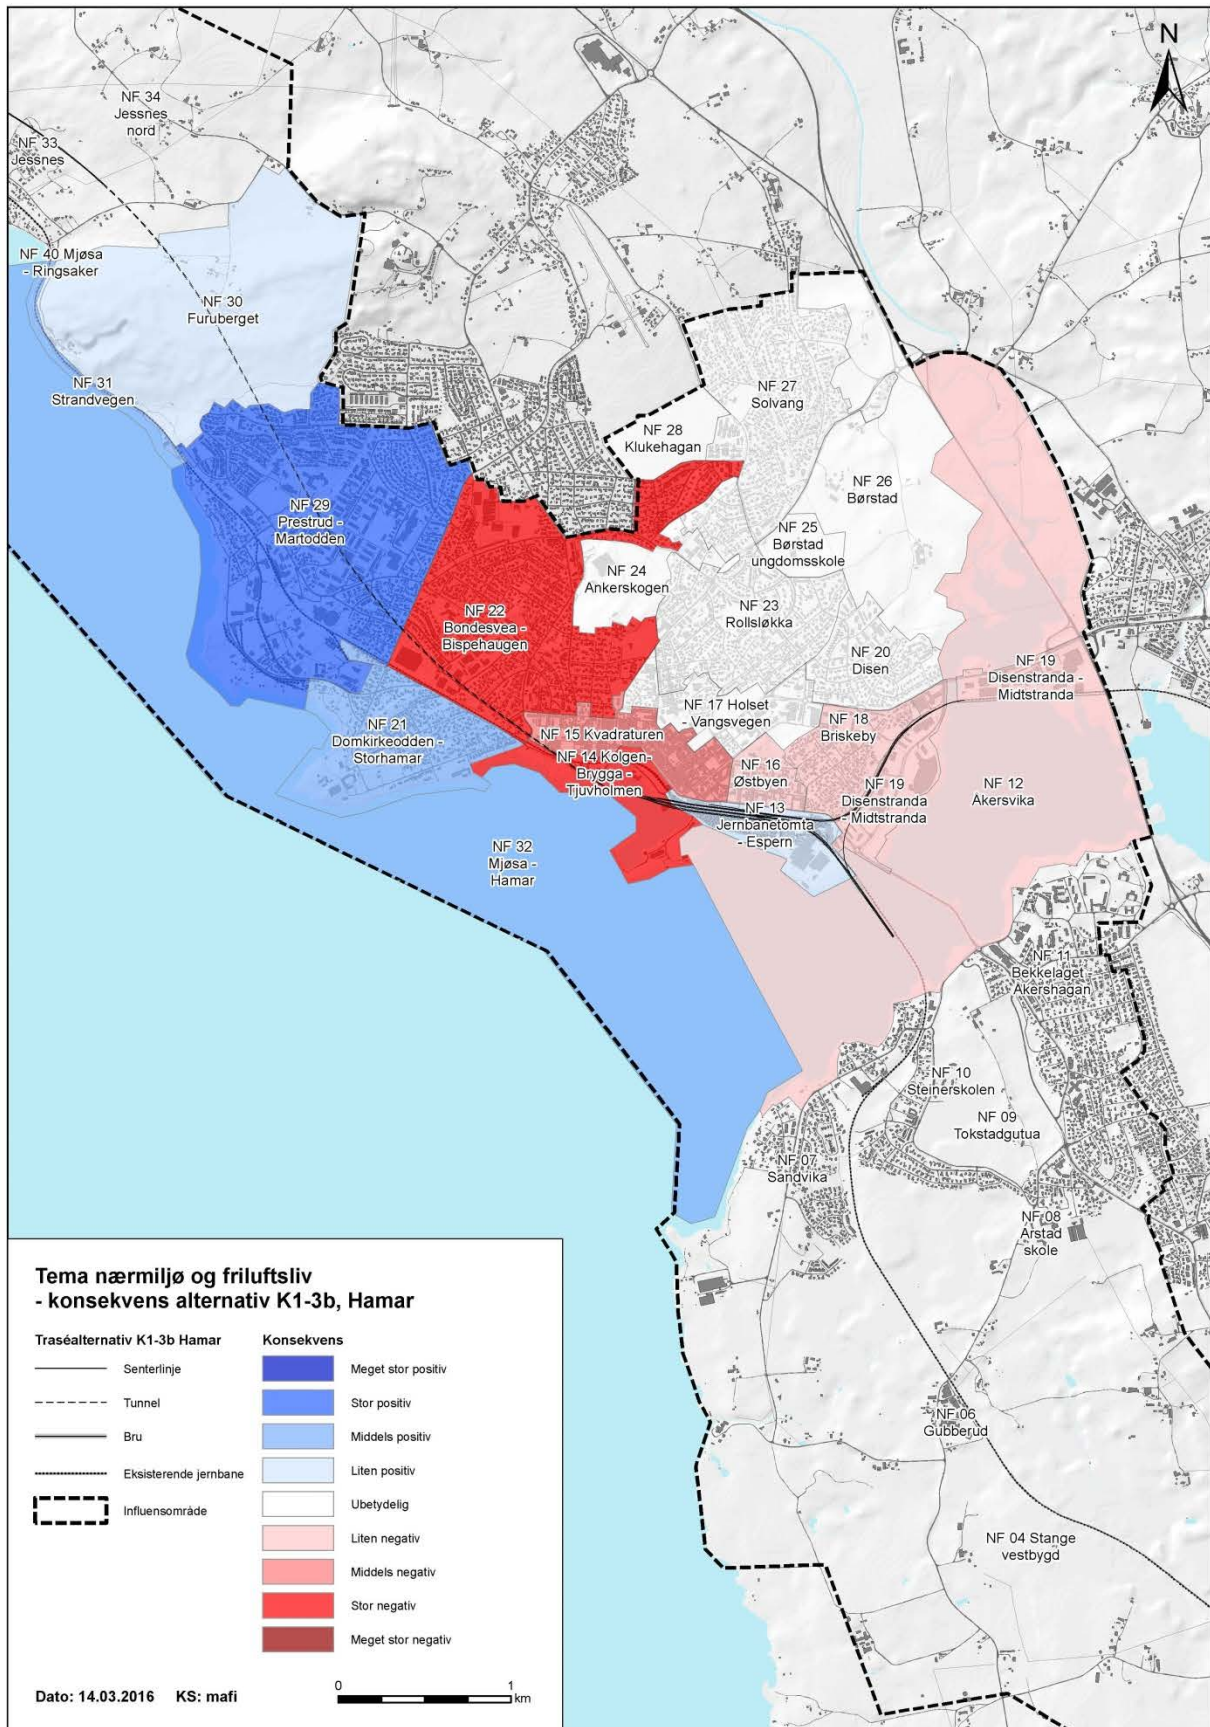 N
NF 34
Jessnes
nord
NF 33
Jessnes
NF 40 Mjøsa
- Ringsaker
NF 30
Furuberget
NF 31
Strandvegen
NF 27
Solvang
NF 28
Klukehagan
NF 26
Børstad
NF 29
Prestrud -
Martodden
NF 25
Børstad
ungdomsskole
NF 24
Ankerskogen
NF 22
Bondesvea -
Bispehaugen
NF 23
Rollsløkka
NF 20
Disen
NF 19
Disenstranda -
Midtstranda
NF 17 Holset
- Vangsvegen
NF 21
Domkirkeodden -
Storhamar
NF 15 Kvadraturen
NF 18
Briskeby
NF 14 Kolgen-
Brygga -
Tjuvholmen
NF 16
Østbyen
NF 19
Disenstranda
- Midtstranda
NF 12
Åkersvika
NF 13
Jernbanetomta
- Espern
NF 32
Mjøsa -
Hamar
NF 11
Bekkelaget -
Åkershagan
NF 10
Steinerskolen
NF 09
Tokstadgutua
NF 07
Sandvika
NF 08
Arstad
skole
NF 06
Gubberud
NF 04 Stange
vestbygd
Tema nærmiljø og friluftsliv
- konsekvens alternativ K1-3b, Hamar
Traséalternativ K1-3b Hamar
Senterlinje
Tunnel
Bru
Eksisterende jernbane
Influensområde
Konsekvens
Meget stor positiv
Stor positiv
Middels positiv
Liten positiv
Ubetydelig
Liten negativ
Middels negativ
Stor negativ
Meget stor negativ
Dato: 14.03.2016 KS: mafi
0 1
km